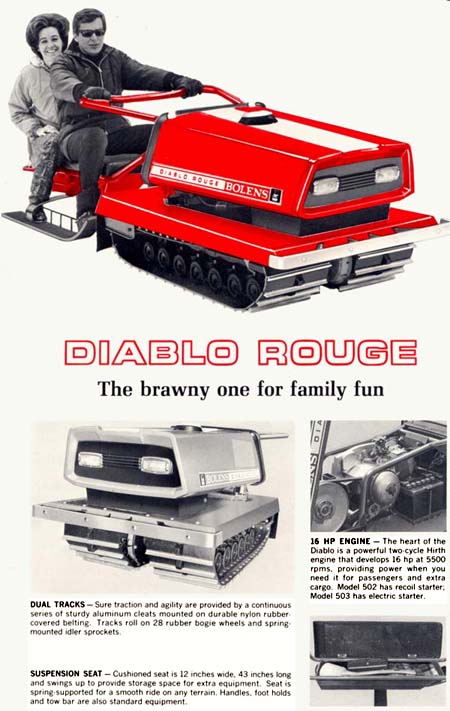 DIABLO ROUGE BOLENS
DIABLO ROUGE
The brawny one for family fun
BOLENS
DUAL TRACKS — Sure traction and agility are provided by a continuous
series of sturdy aluminum cleats mounted on durable nylon rubber-
covered belting. Tracks roll on 28 rubber bogie wheels and spring-
mounted idler sprockets.
SUSPENSION SEAT — Cushioned seat is 12 inches wide, 43 inches long
and swings up to provide storage space for extra equipment. Seat is
spring-supported for a smooth ride on any terrain. Handles, foot holds
and tow bar are also standard equipment.
16 HP ENGINE — The heart of the
Diablo is a powerful two-cycle Hirth
engine that develops 16 hp at 5500
rpms, providing power when you
need it for passengers and extra
cargo. Model 502 has recoil starter;
Model 503 has electric starter.